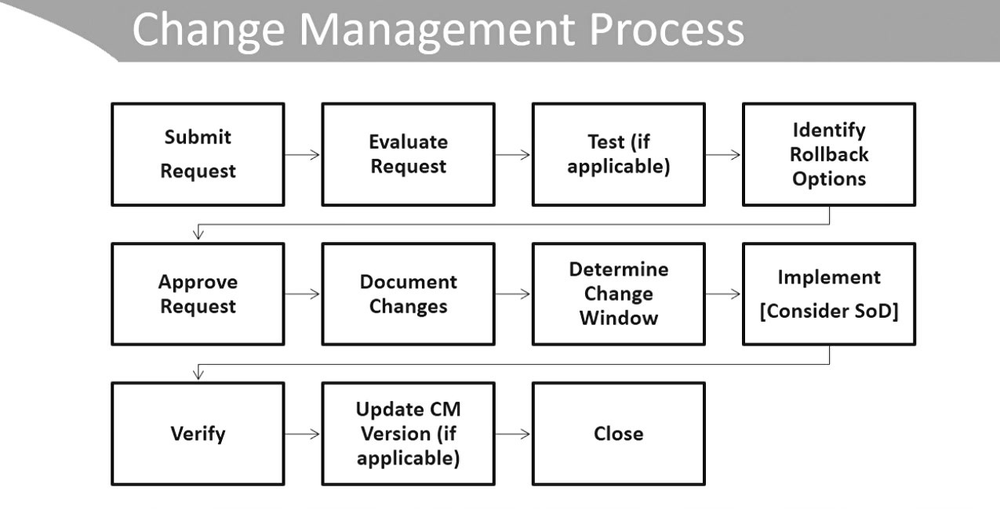 Change Management Process
Submit
Request
Evaluate
Request
Test (if
applicable)
Identify
Rollback
Options
Approve
Request
Document
Changes
Determine
Change
Window
Implement
[Consider SoD]
Verify
Update CM
Version (if
applicable)
Close